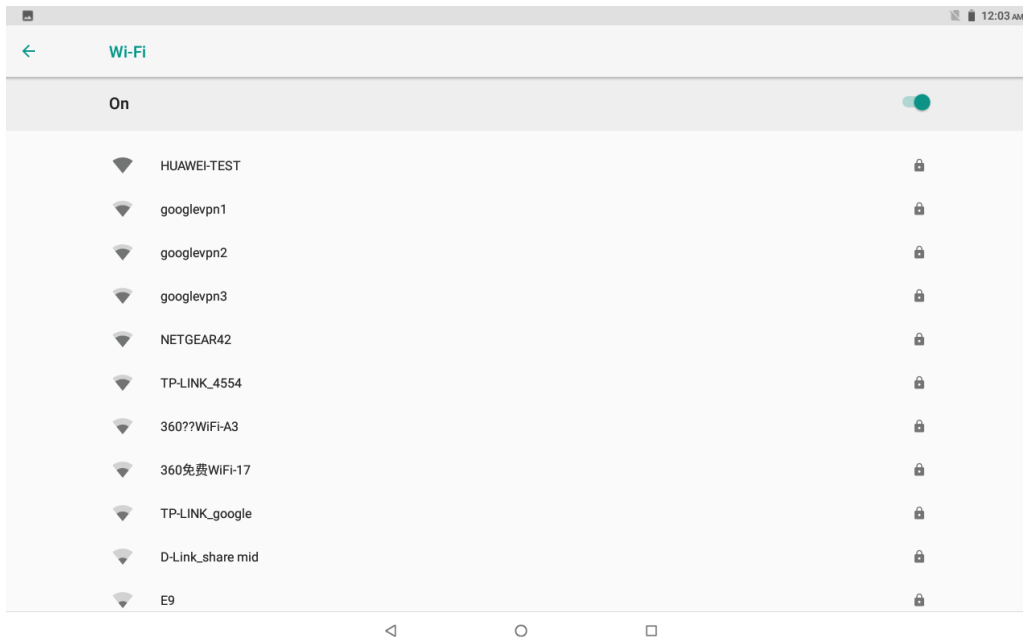 12:03 AM
Wi-Fi
On
HUAWEI-TEST
googlevpn1
googlevpn2
googlevpn3
NETGEAR42
TP-LINK_4554
360??WiFi-A3
360免费WiFi-17
TP-LINK_google
D-Link_share mid
E9